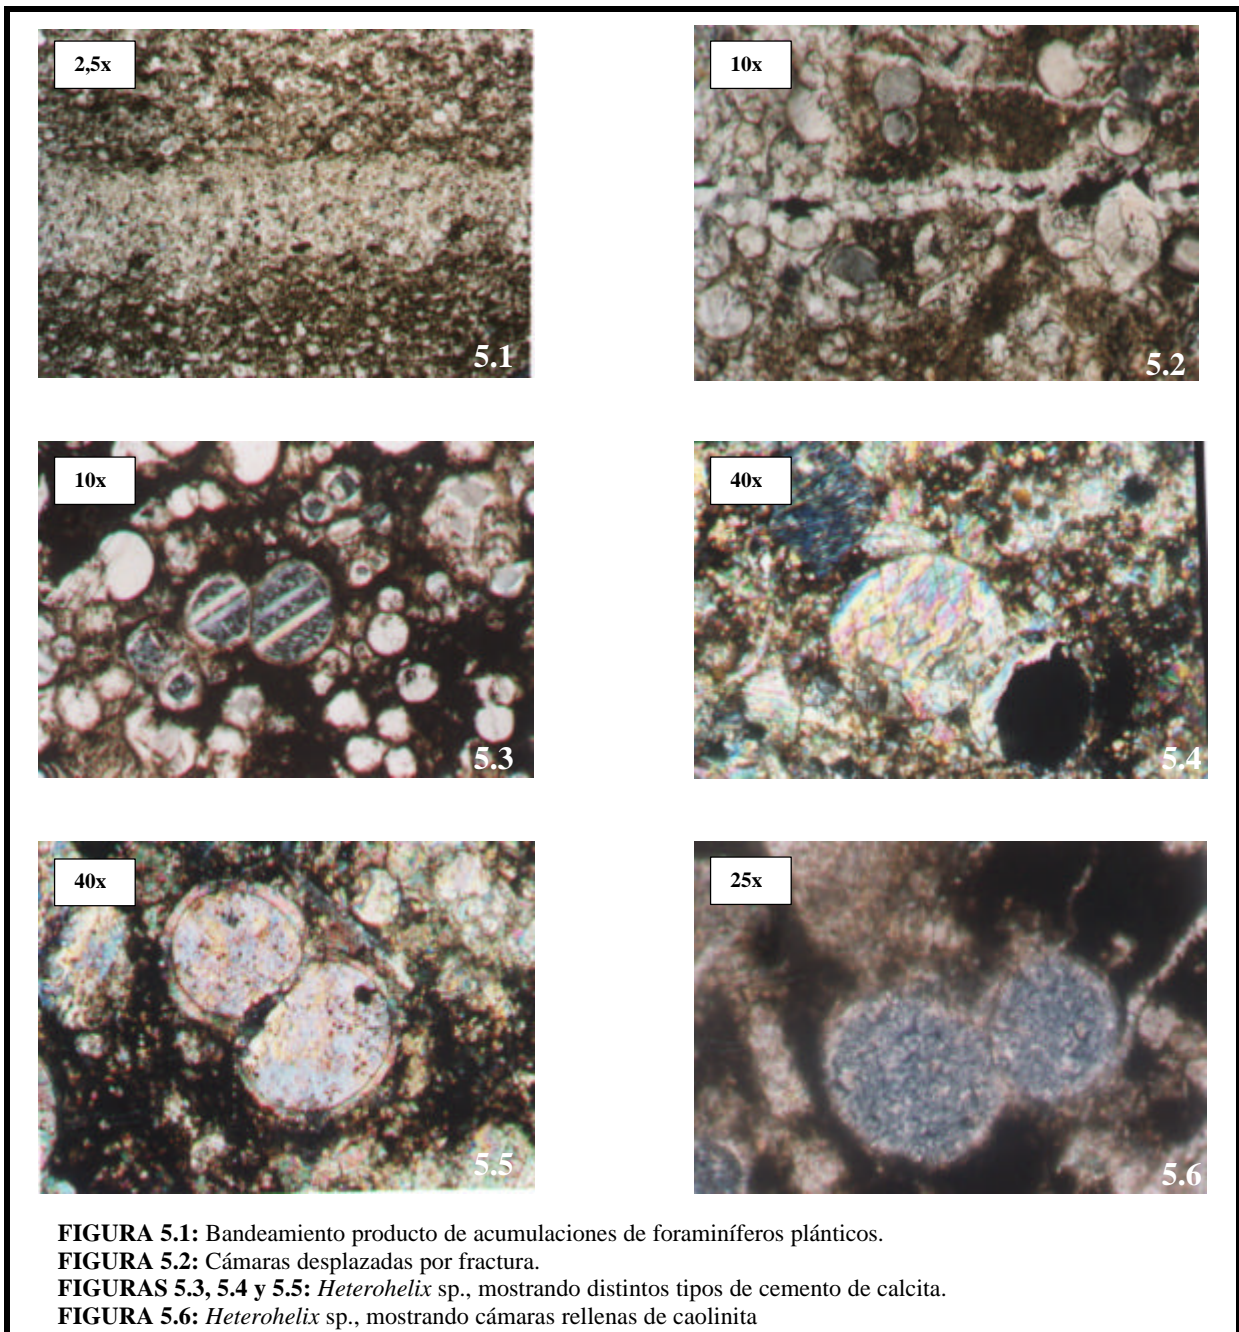 2,5x
5.1
10x
5.2
10x
5.3
40x
5.4
40x
5.5
25x
5.6
FIGURA 5.1: Bandeamiento producto de acumulaciones de foraminíferos plánticos.
FIGURA 5.2: Cámaras desplazadas por fractura.
FIGURAS 5.3, 5.4 y 5.5: Heterohelix sp., mostrando distintos tipos de cemento de calcita.
FIGURA 5.6: Heterohelix sp., mostrando cámaras rellenas de caolinita